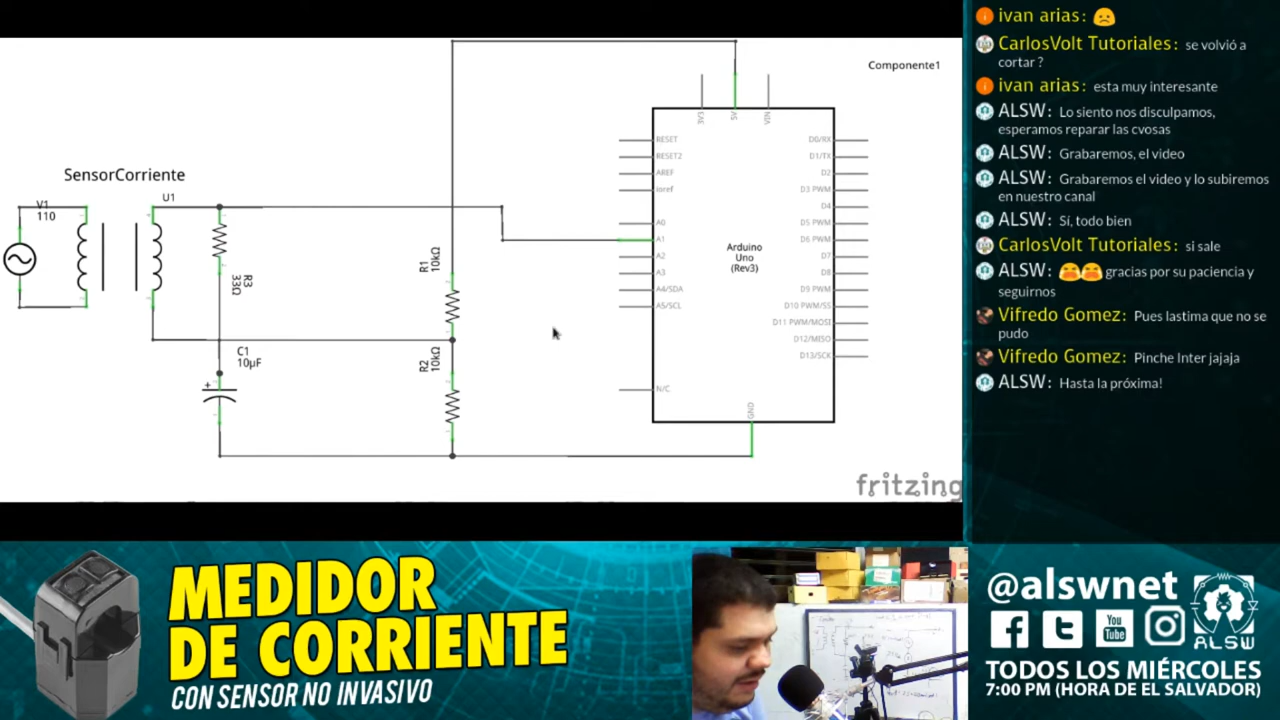 SensorCorriente
V1
110
U1
R3
33Ω
C1
10µF
R1
10kΩ
R2
10kΩ
Componente1
3V3
5V
VIN
RESET
RESET2
AREF
ioref
A0
A1
A2
A3
A4/SDA
A5/SCL
N/C
D0/RX
D1/TX
D2
D3 PWM
D4
D5 PWM
D6 PWM
D7
D8
D9 PWM
D10 PWM/SS
D11 PWM/MOSI
D12/MISO
D13/SCK
GND
Arduino
Uno
(Rev3)
fritzing
ivan arias:
CarlosVolt Tutoriales: se volvió a
cortar ?
ivan arias: esta muy interesante
ALSW: Lo siento nos disculpamos,
esperamos reparar las cvosas
ALSW: Grabaremos, el video
ALSW: Grabaremos el video y lo subiremos
en nuestro canal
ALSW: Sí, todo bien
CarlosVolt Tutoriales: si sale
ALSW: gracias por su paciencia y
seguirnos
Vifredo Gomez: Pues lastima que no se
pudo
Vifredo Gomez: Pinche Inter jajaja
ALSW: Hasta la próxima!
MEDIDOR
DE CORRIENTE
CON SENSOR NO INVASIVO
@alswnet
You
Tube
ALSW
TODOS LOS MIÉRCOLES
7:00 PM (HORA DE EL SALVADOR)